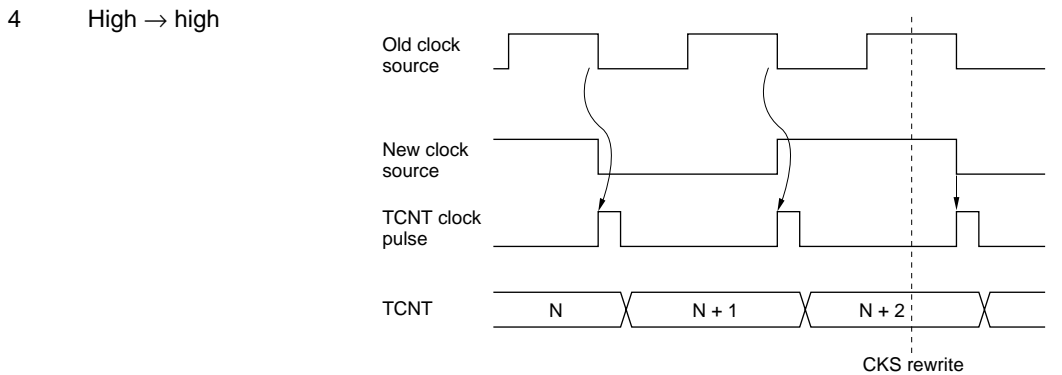 4 High → high
Old clock
source
New clock
source
TCNT clock
pulse
TCNT N N + 1 N + 2
CKS rewrite